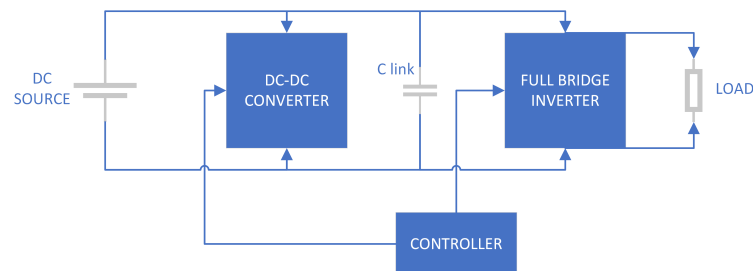 DC
SOURCE
DC-DC
CONVERTER
C link
FULL BRIDGE
INVERTER
LOAD
CONTROLLER